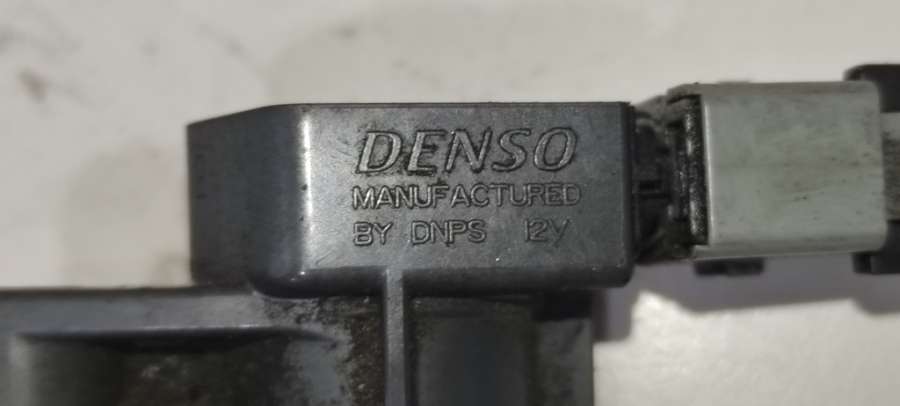 DENSO
MANUFACTURED
BY DNPS 12V